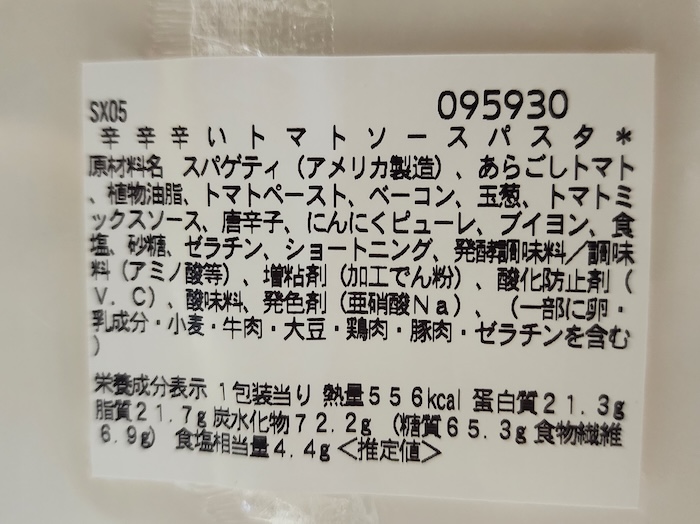 SX05 095930
辛辛辛いトマトソースパスタ*
原材料名 スパゲティ（アメリカ製造）、あらごしトマト
、植物油脂、トマトペースト、ベーコン、玉葱、トマトミ
ックスソース、唐辛子、にんにくピューレ、ブイヨン、食
塩、砂糖、ゼラチン、ショートニング、発酵調味料／調味
料（アミノ酸等）、増粘剤（加工でん粉）、酸化防止剤（
Ｖ．Ｃ）、酸味料、発色剤（亜硝酸Ｎａ）、（一部に卵・
乳成分・小麦・牛肉・大豆・鶏肉・豚肉・ゼラチンを含む
）
栄養成分表示 1包装当り 熱量556kcal 蛋白質21.3g
脂質21.7g 炭水化物72.2g （糖質65.3g 食物繊維
6.9g） 食塩相当量4.4g＜推定値＞